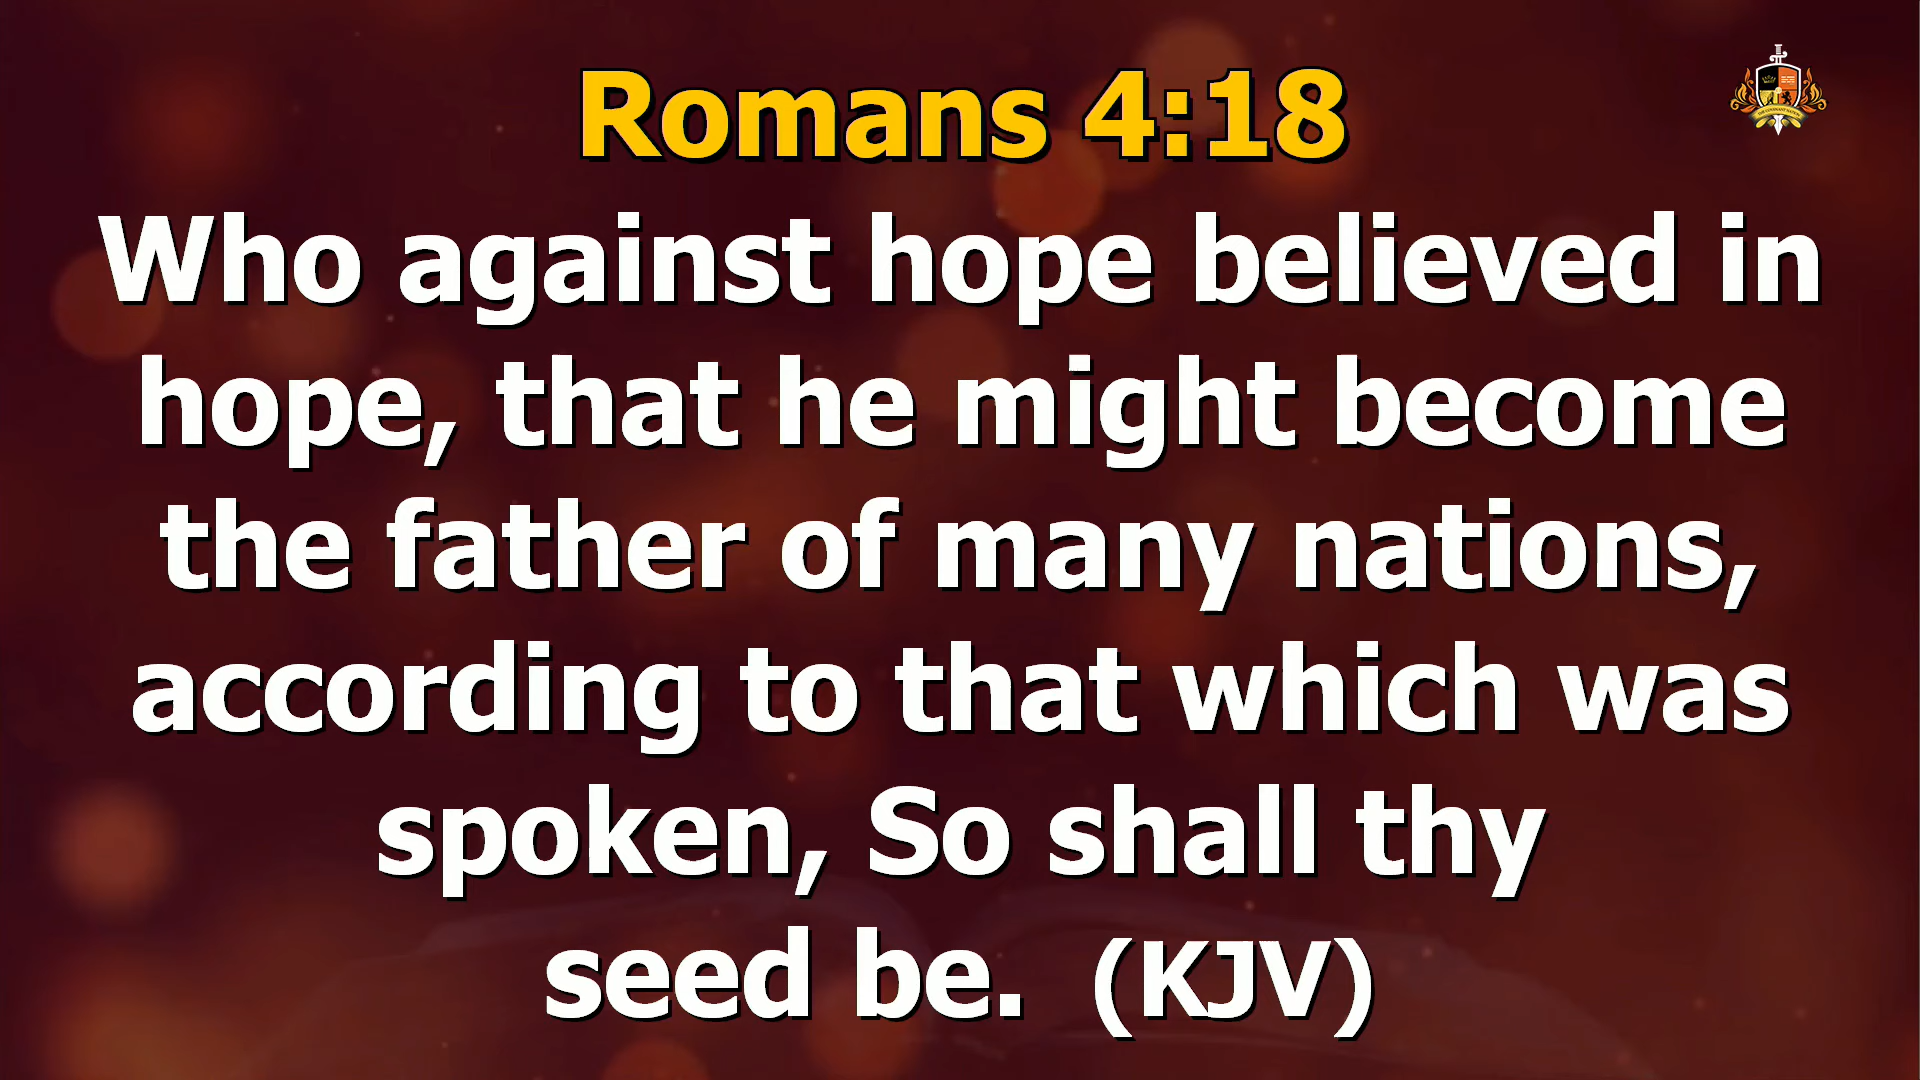 Romans 4:18
Who against hope believed in
hope, that he might become
the father of many nations,
according to that which was
spoken, So shall thy
seed be.  (KJV)